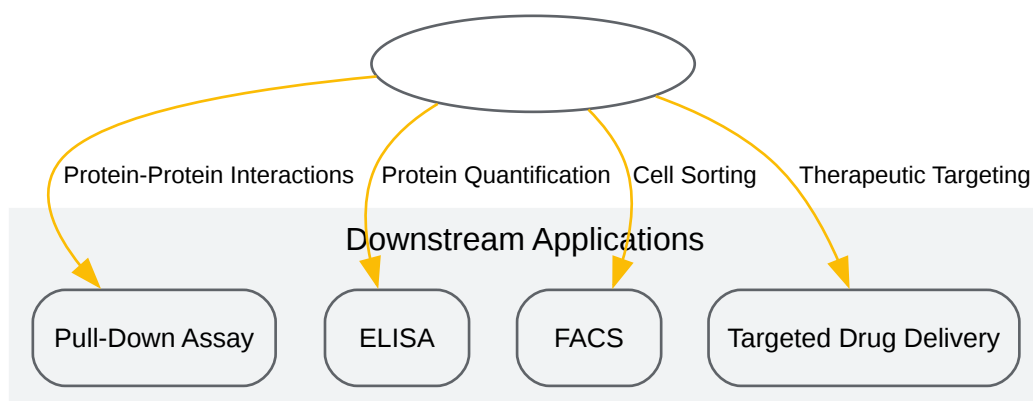 Protein-Protein Interactions
Protein Quantification
Cell Sorting
Therapeutic Targeting
Downstream Applications
Pull-Down Assay
ELISA
FACS
Targeted Drug Delivery